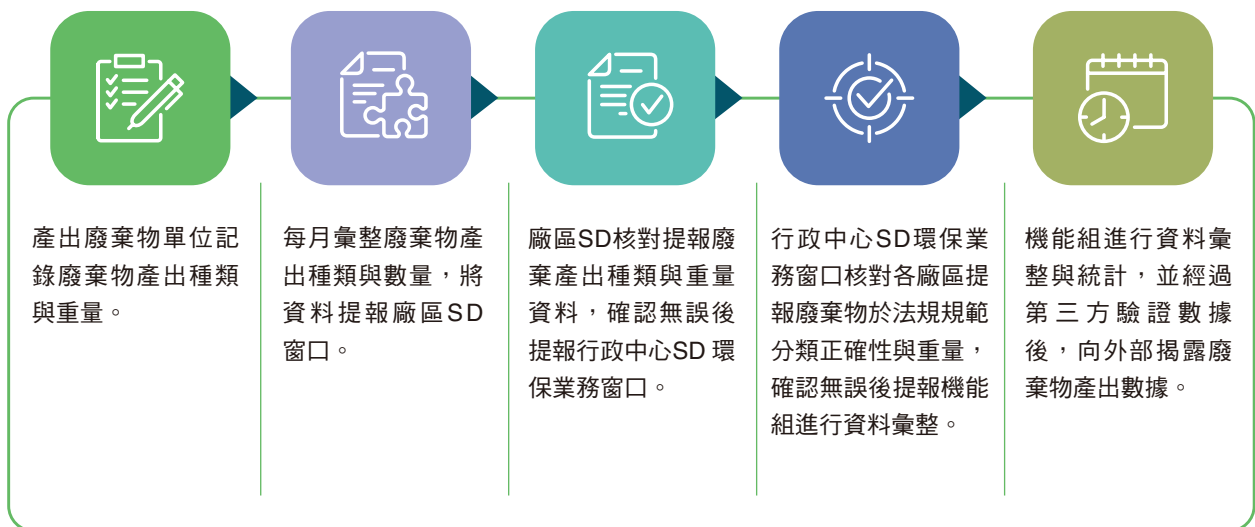 產出廢棄物單位記
錄廢棄物產出種類
與重量。
每月彙整廢棄物產
出種類與數量，將
資料提報廠區SD
窗口。
廠區SD核對提報廢
棄產出種類與重量
資料，確認無誤後
提報行政中心SD 環
保業務窗口。
行政中心SD環保業
務窗口核對各廠區提
報廢棄物於法規規範
分類正確性與重量，
確認無誤後提報機能
組進行資料彙整。
機能組進行資料彙
整與統計，並經過
第三方驗證數據
後，向外部揭露廢
棄物產出數據。